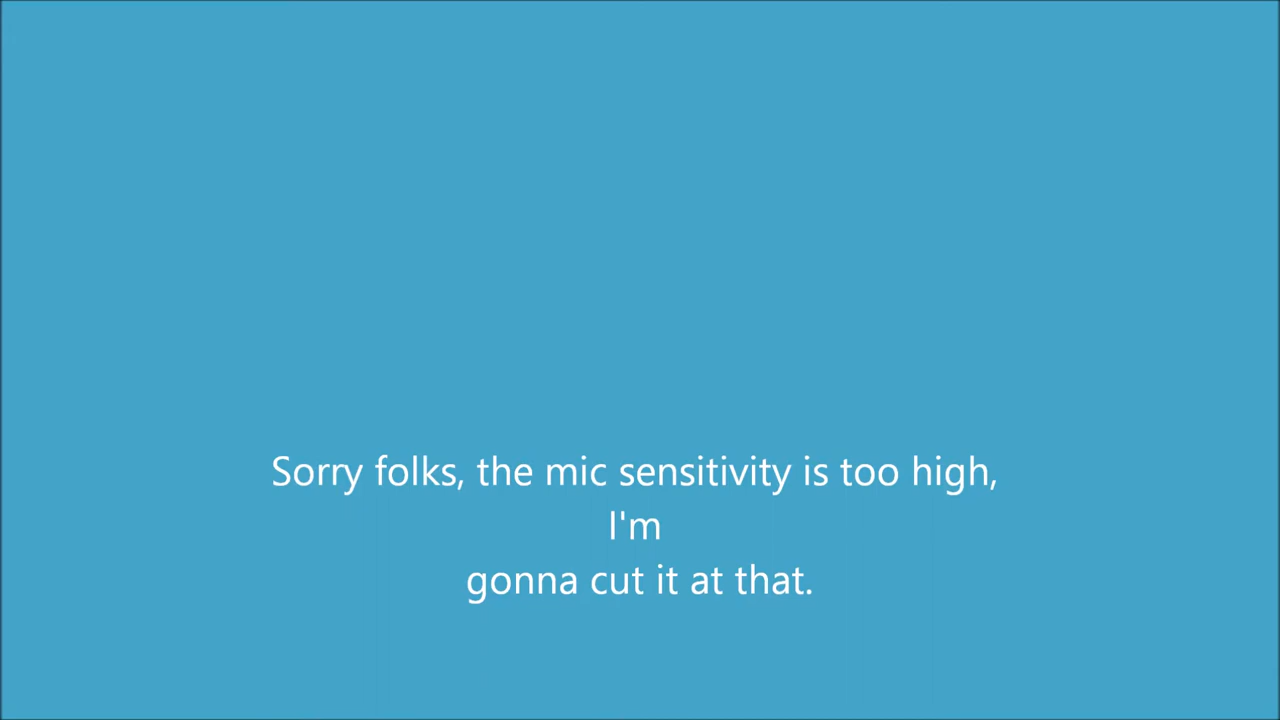 Sorry folks, the mic sensitivity is too high,
I'm
gonna cut it at that.